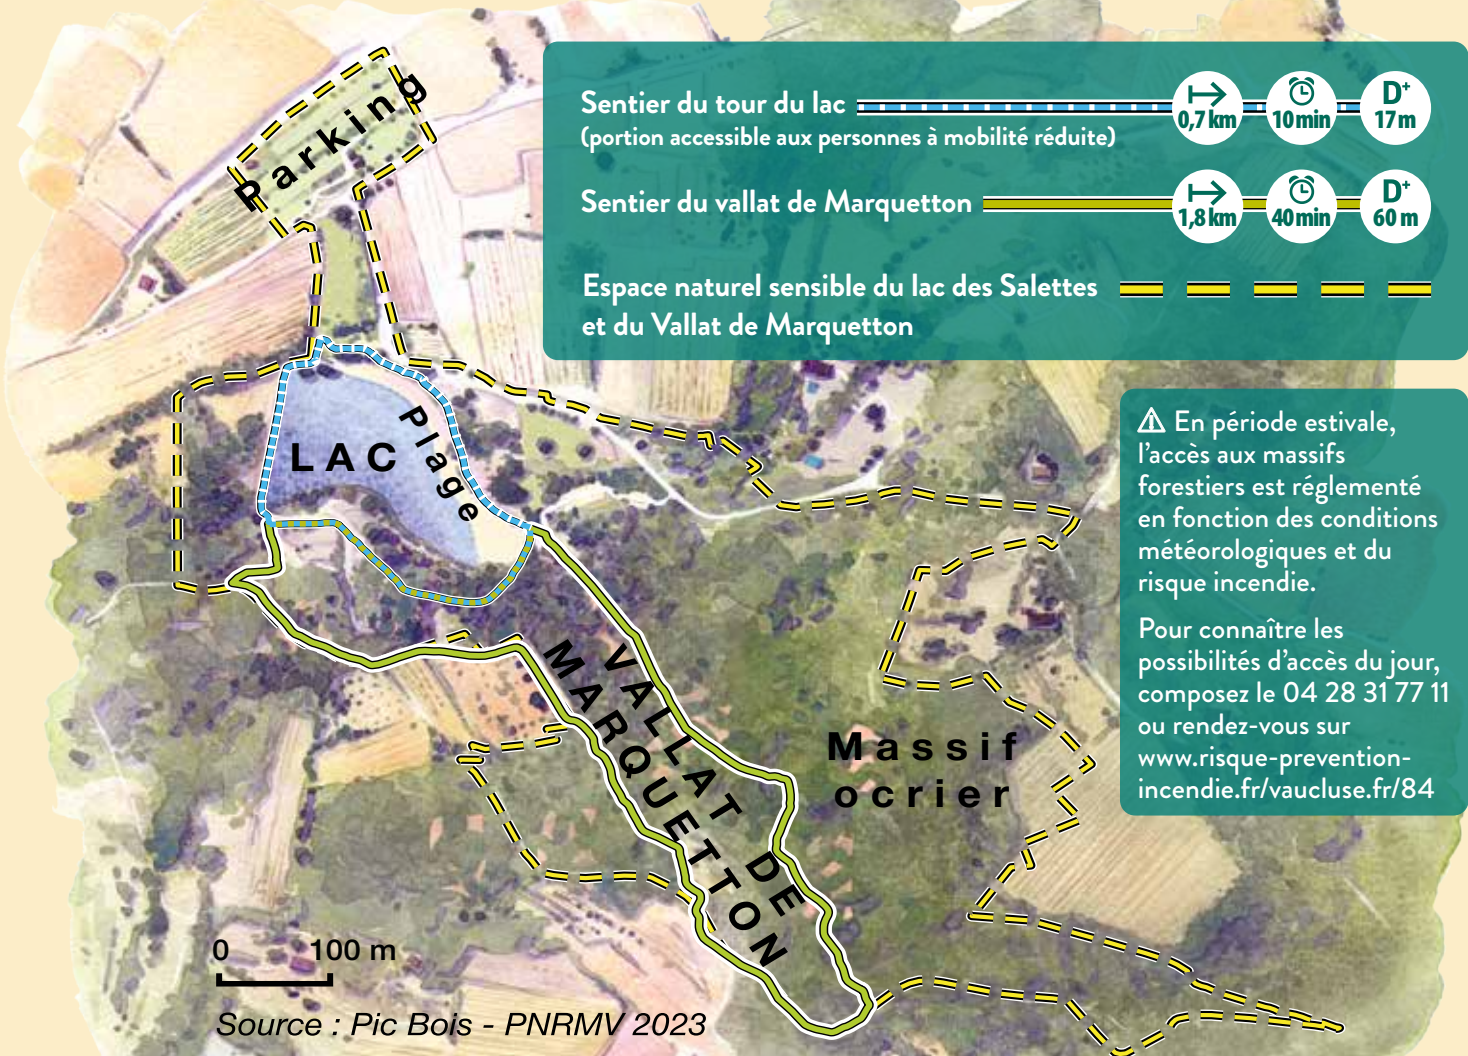 Parking
Sentier du tour du lac
(portion accessible aux personnes à mobilité réduite)
0,7 km
10 min
D+
17 m
Sentier du vallat de Marquetton
1,8 km
40 min
D+
60 m
Espace naturel sensible du lac des Salettes
et du Vallat de Marquetton
LAC
Plage
⚠ En période estivale,
l’accès aux massifs
forestiers est réglementé
en fonction des conditions
météorologiques et du
risque incendie.
Pour connaître les
possibilités d’accès du jour,
composez le 04 28 31 77 11
ou rendez-vous sur
www.risque-prevention-
incendie.fr/vaucluse.fr/84
VALLAT DE
MARQUETTON
Massif
ocrier
0 100 m
Source : Pic Bois - PNRMV 2023